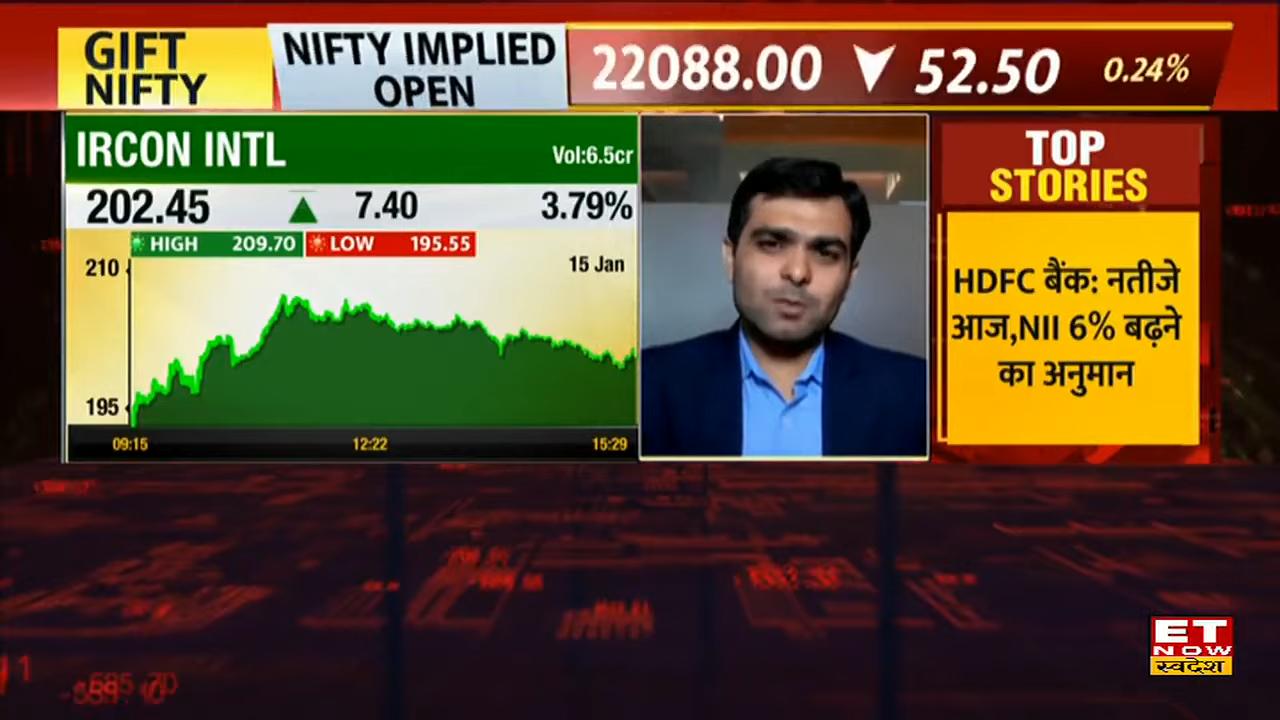 GIFT
NIFTY
NIFTY IMPLIED
OPEN
22088.00 ▼ 52.50 0.24%
IRCON INTL Vol:6.5cr
202.45 ▲ 7.40 3.79%
HIGH 209.70 LOW 195.55
210
15 Jan
195
09:15 12:22 15:29
TOP
STORIES
HDFC बैंक: नतीजे
आज,NII 6% बढ़ने
का अनुमान
ET
NOW
स्वदेश